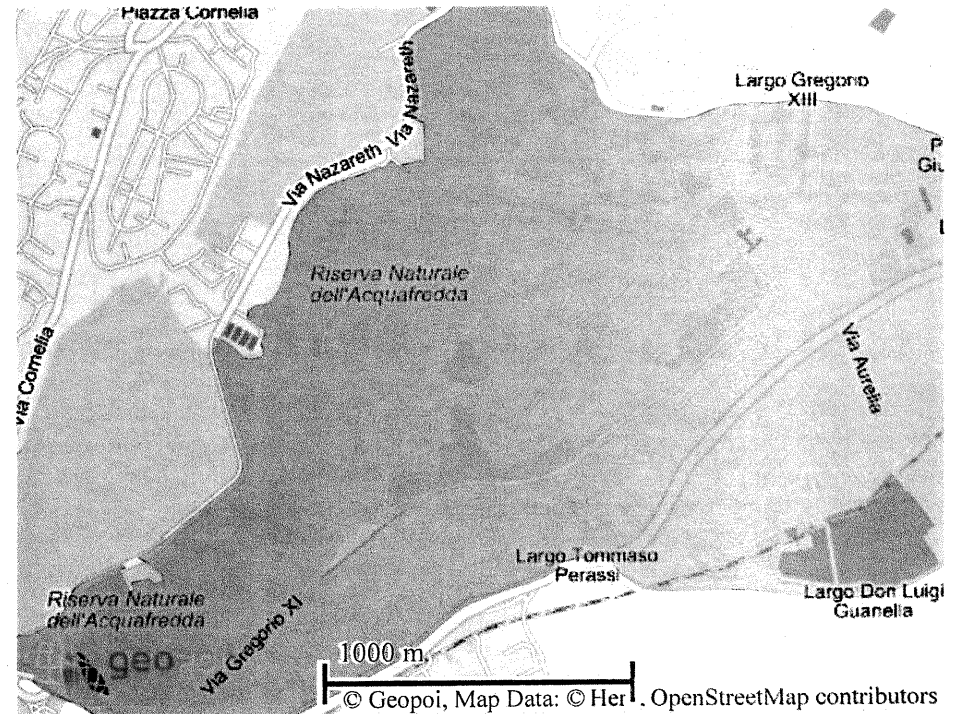 Piazza Cornelia
Largo Gregorio
XIII
Via Nazareth
Via Nazareth
P
Giu
L
Riserva Naturale
dell'Acquafredda
Via Cornelia
Via Aurelia
Largo Tommaso
Perassi
Largo Don Luigi
Guanella
Riserva Naturale
dell'Acquafredda
Via Gregorio XI
geo
1000 m.
© Geopoi, Map Data: © Her . OpenStreetMap contributors